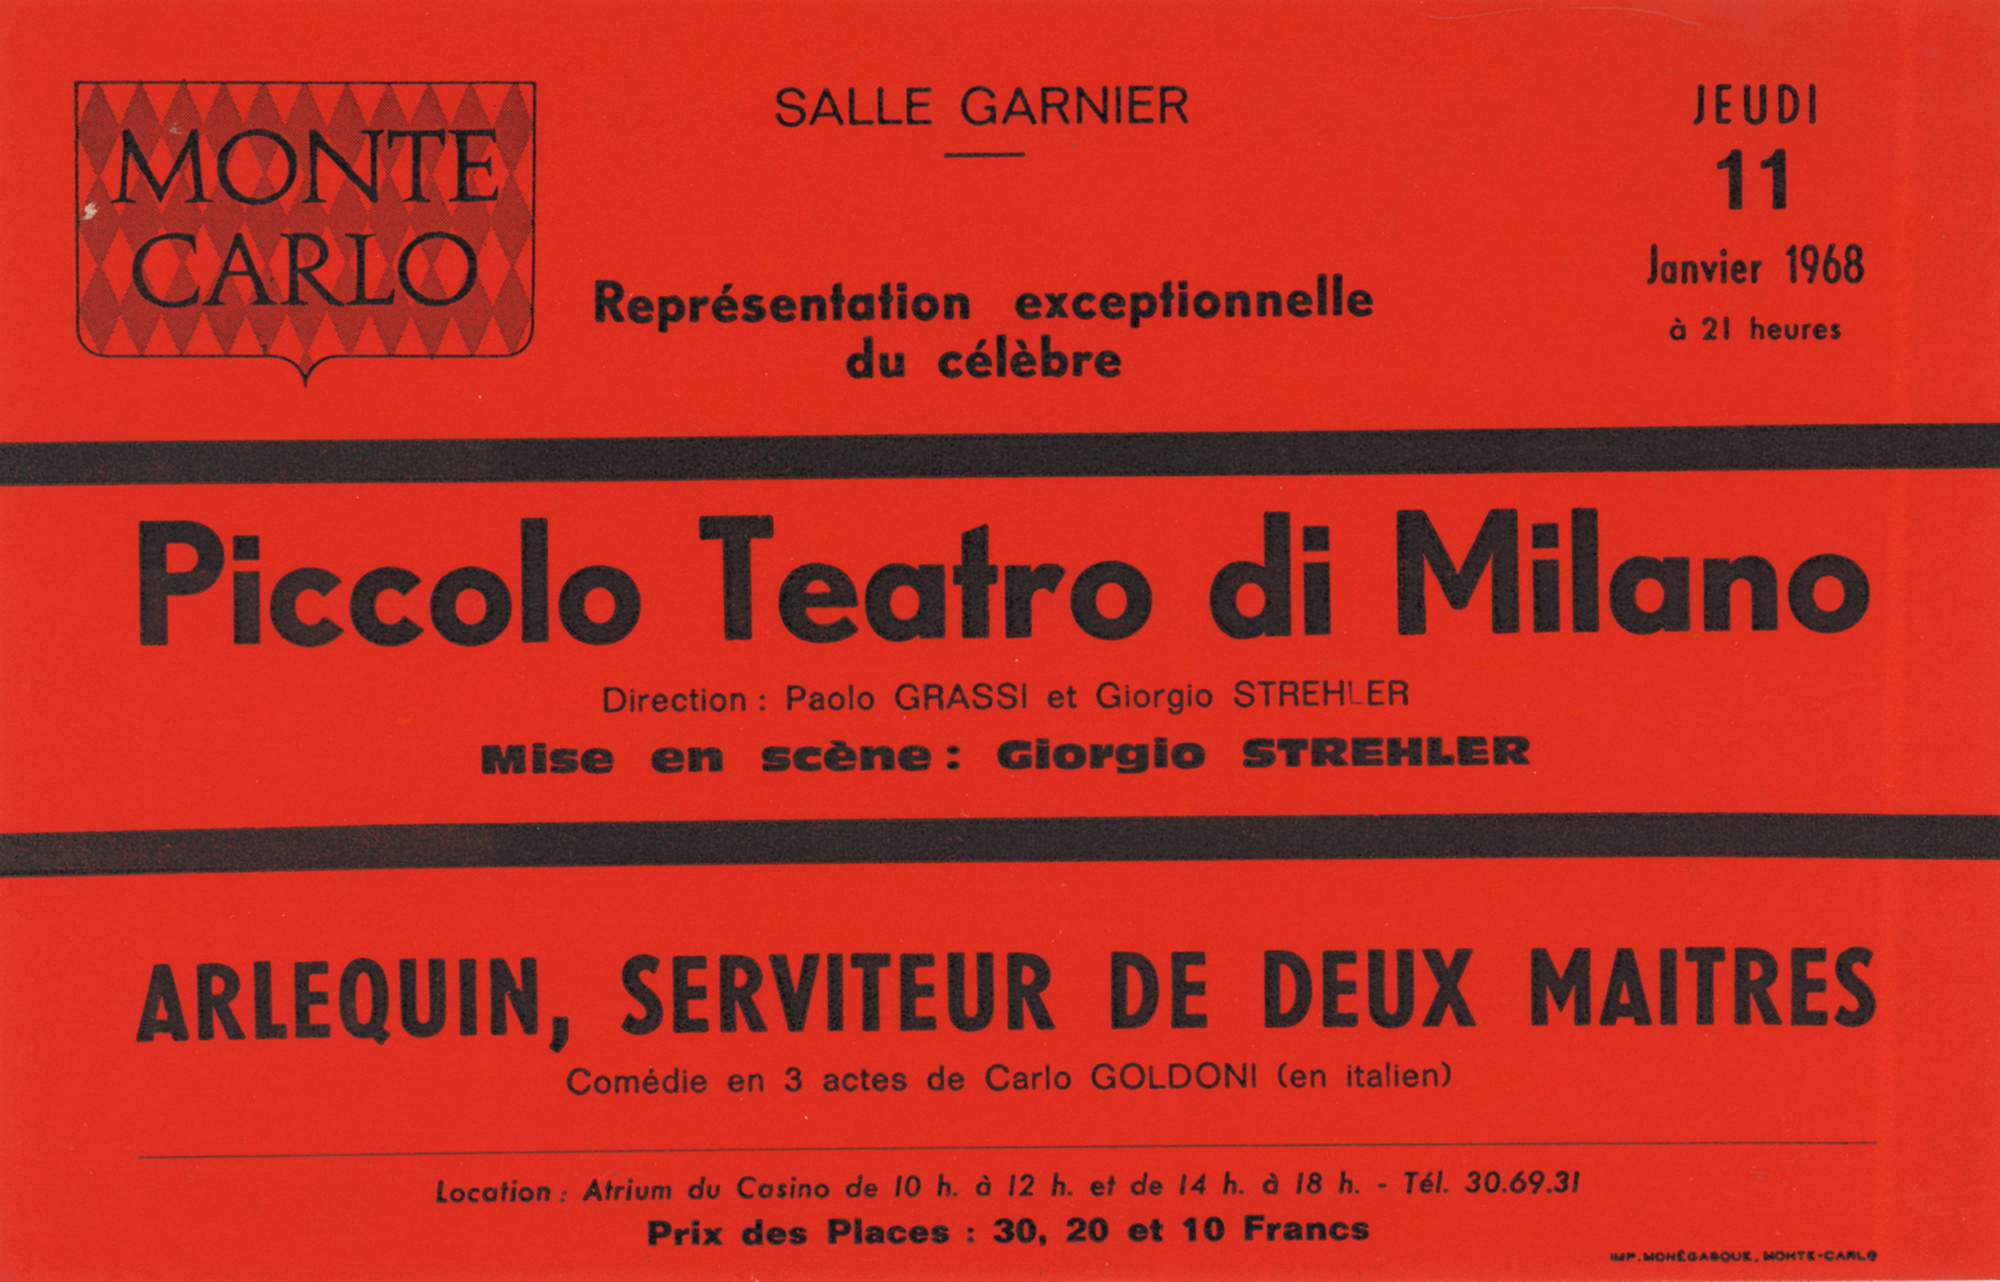 MONTE
CARLO
SALLE GARNIER
JEUDI
11
Janvier 1968
à 21 heures
Représentation exceptionnelle
du célèbre
Piccolo Teatro di Milano
Direction : Paolo GRASSI et Giorgio STREHLER
Mise en scène : Giorgio STREHLER
ARLEQUIN, SERVITEUR DE DEUX MAITRES
Comédie en 3 actes de Carlo GOLDONI (en italien)
Location : Atrium du Casino de 10 h. à 12 h. et de 14 h. à 18 h. - Tél. 30.69.31
Prix des Places : 30, 20 et 10 Francs
IMP. MONÉGASQUE, MONTE-CARLO